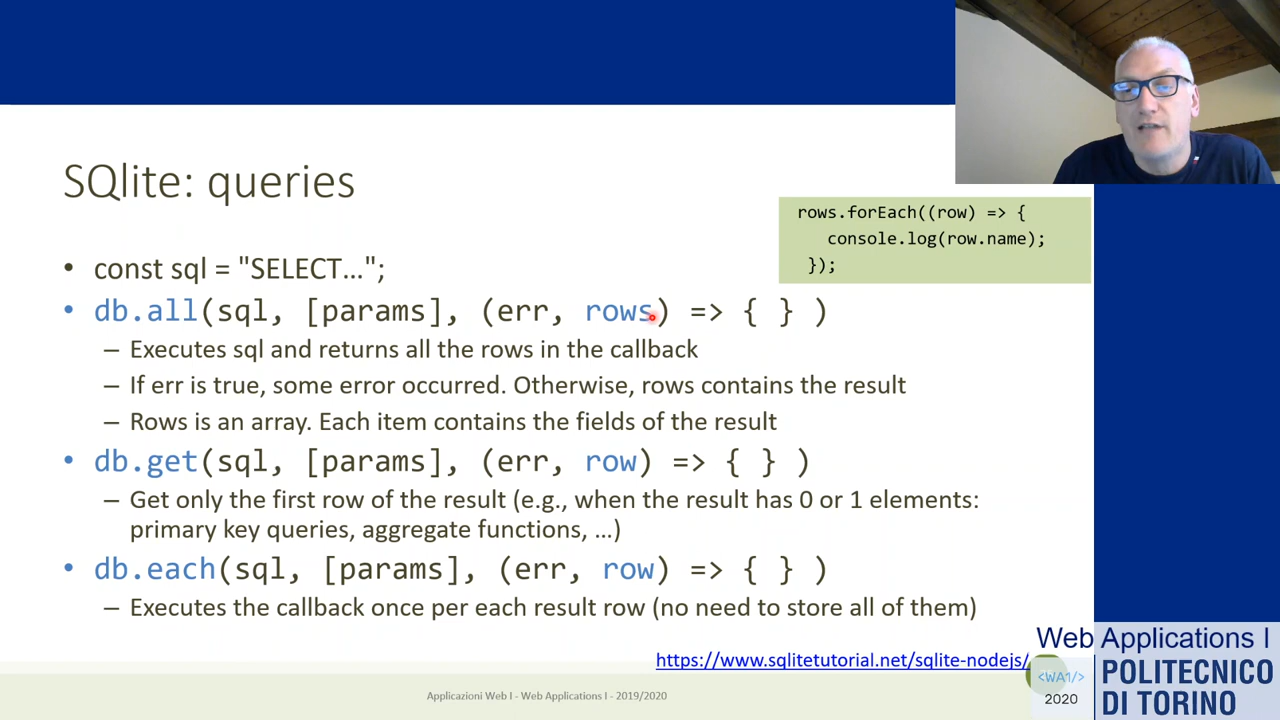 SQlite: queries
rows.forEach((row) => {
console.log(row.name);
});
• const sql = "SELECT…";
• db.all(sql, [params], (err, rows) => { } )
– Executes sql and returns all the rows in the callback
– If err is true, some error occurred. Otherwise, rows contains the result
– Rows is an array. Each item contains the fields of the result
• db.get(sql, [params], (err, row) => { } )
– Get only the first row of the result (e.g., when the result has 0 or 1 elements:
primary key queries, aggregate functions, …)
• db.each(sql, [params], (err, row) => { } )
– Executes the callback once per each result row (no need to store all of them)
https://www.sqlitetutorial.net/sqlite-nodejs/
Applicazioni Web I - Web Applications I - 2019/2020
Web Applications I
<WA1/>
2020
POLITECNICO
DI TORINO